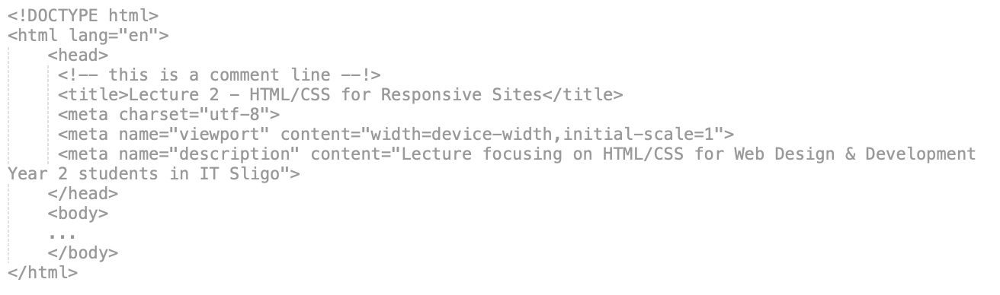 <!DOCTYPE html>
<html lang="en">
<head>
<!-- this is a comment line --!>
<title>Lecture 2 - HTML/CSS for Responsive Sites</title>
<meta charset="utf-8">
<meta name="viewport" content="width=device-width,initial-scale=1">
<meta name="description" content="Lecture focusing on HTML/CSS for Web Design & Development
Year 2 students in IT Sligo">
</head>
<body>
...
</body>
</html>